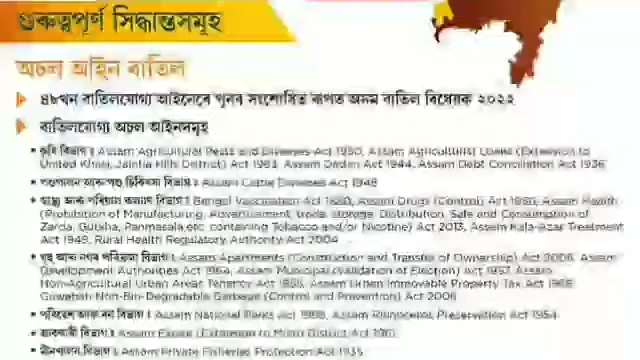 গুৰুত্বপূৰ্ণ সিদ্ধান্তসমূহ
অচল আইন বাতিল
৪৮খন বাতিলযোগ্য আইনেৰে পুনৰ সংশোধিত ৰূপত অসম বাতিল বিধেয়ক ২০২২
বাতিলযোগ্য অচল আইনসমূহ
কৃষি বিভাগ : Assam Agricultural Pests and Diseases Act 1950, Assam Agriculturist Loans (Extension to
United Khasi, Jaintia Hills District) Act 1963, Assam Dadan Act 1944, Assam Debt Conciliation Act 1936
পশুপালন আৰু পশু চিকিৎসা বিভাগ : Assam Cattle Diseases Act 1948
স্বাস্থ্য আৰু পৰিয়াল কল্যাণ বিভাগ : Bengal Vaccination Act 1880, Assam Drugs (Control) Act 1950, Assam Health
(Prohibition of Manufacturing, Advertisement, trade, storage, Distribution, Sale and Consumption of
Zarda, Gutkha, Panmasala etc. containing Tobacco and/or Nicotine) Act 2013, Assam Kala-Azar Treatment
Act 1949, Rural Health Regulatory Authority Act 2004
গৃহ আৰু নগৰ পৰিক্ৰমা বিভাগ : Assam Apartments (Construction and Transfer of Ownership) Act 2006, Assam
Development Authorities Act 1964, Assam Municipal (Validation of Election) Act 1957, Assam
Non-Agricultural Urban Areas Tenancy Act 1955, Assam Urban Immovable Property Tax Act 1969
Guwahati Non-Bio-Degradable Garbage (Control and Prevention) Act 2006
পৰিৱেশ আৰু বন বিভাগ : Assam National Parks Act 1968, Assam Rhinoceros Preservation Act 1954
আবকাৰী বিভাগ : Assam Excise (Extension to Mizo District) Act
মীনপালন বিভাগ : Assam Private Fisheries Protection Act 1935